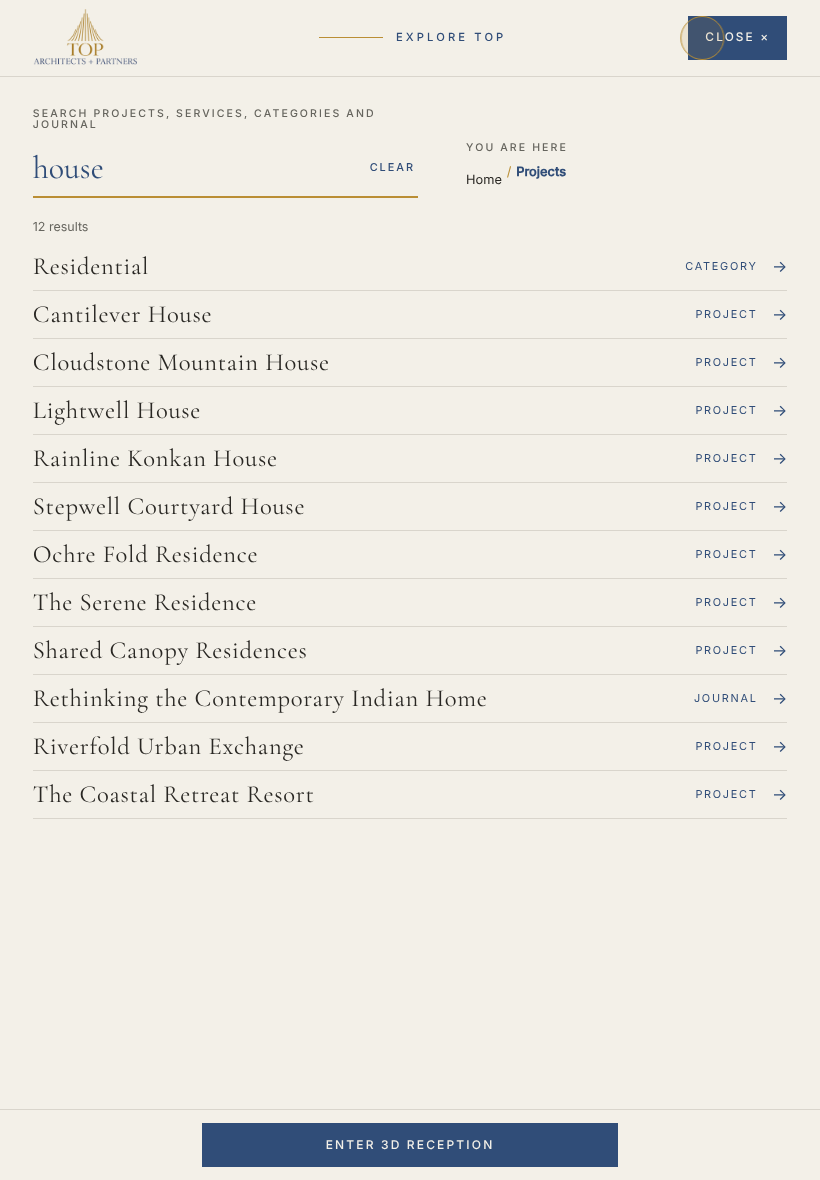 TOP
ARCHITECTS + PARTNERS
EXPLORE TOP
CLOSE ×
SEARCH PROJECTS, SERVICES, CATEGORIES AND
JOURNAL
house
CLEAR
YOU ARE HERE
Home / Projects
12 results
Residential CATEGORY →
Cantilever House PROJECT →
Cloudstone Mountain House PROJECT →
Lightwell House PROJECT →
Rainline Konkan House PROJECT →
Stepwell Courtyard House PROJECT →
Ochre Fold Residence PROJECT →
The Serene Residence PROJECT →
Shared Canopy Residences PROJECT →
Rethinking the Contemporary Indian Home JOURNAL →
Riverfold Urban Exchange PROJECT →
The Coastal Retreat Resort PROJECT →
ENTER 3D RECEPTION